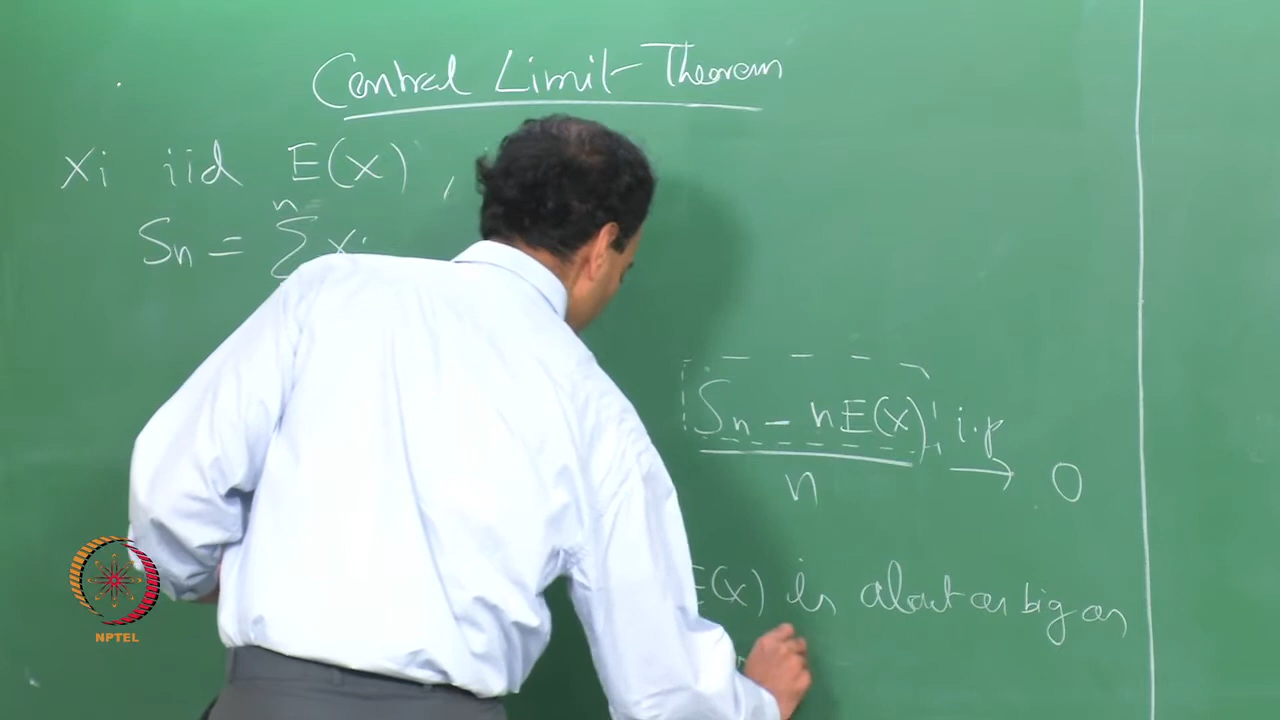 Central Limit Theorem
Xi iid E(X),
n
Sn = ∑ Xi
Sn - nE(X) i.p
n → 0
E(X) is about as big as
NPTEL